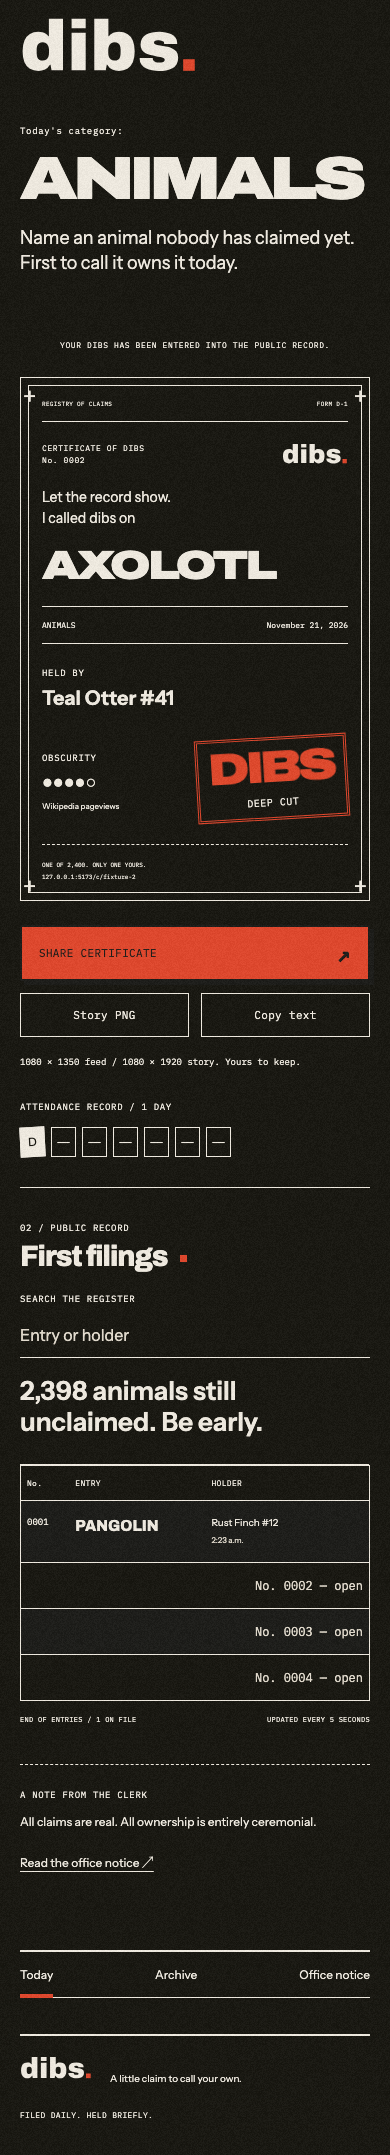 dibs.
Today's category:
ANIMALS
Name an animal nobody has claimed yet.
First to call it owns it today.
YOUR DIBS HAS BEEN ENTERED INTO THE PUBLIC RECORD.
REGISTRY OF CLAIMS FORM D-1
CERTIFICATE OF DIBS
No. 0002
dibs.
Let the record show.
I called dibs on
AXOLOTL
ANIMALS November 21, 2026
HELD BY
Teal Otter #41
OBSCURITY
●●●●○
Wikipedia pageviews
DIBS
DEEP CUT
ONE OF 2,400. ONLY ONE YOURS.
127.0.0.1:5173/c/fixture-2
SHARE CERTIFICATE ↗
Story PNG Copy text
1080 × 1350 feed / 1080 × 1920 story. Yours to keep.
ATTENDANCE RECORD / 1 DAY
D — — — — — —
02 / PUBLIC RECORD
First filings
SEARCH THE REGISTER
Entry or holder
2,398 animals still
unclaimed. Be early.
No. ENTRY HOLDER
0001 PANGOLIN Rust Finch #12
2:23 a.m.
No. 0002 — open
No. 0003 — open
No. 0004 — open
END OF ENTRIES / 1 ON FILE UPDATED EVERY 5 SECONDS
A NOTE FROM THE CLERK
All claims are real. All ownership is entirely ceremonial.
Read the office notice ↗
Today Archive Office notice
dibs. A little claim to call your own.
FILED DAILY. HELD BRIEFLY.